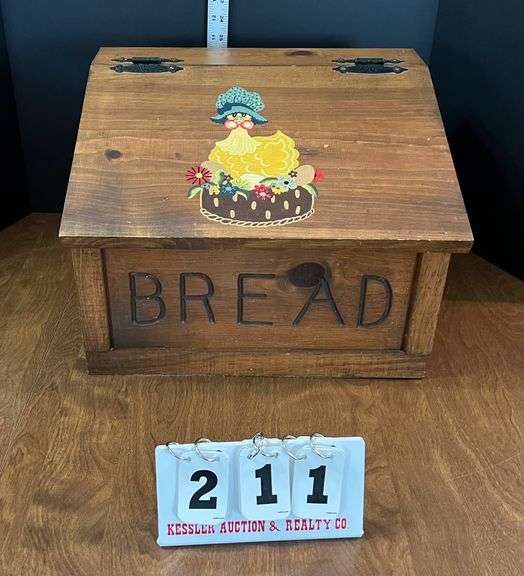 BREAD
2 1 1
KESSLER AUCTION & REALTY CO.